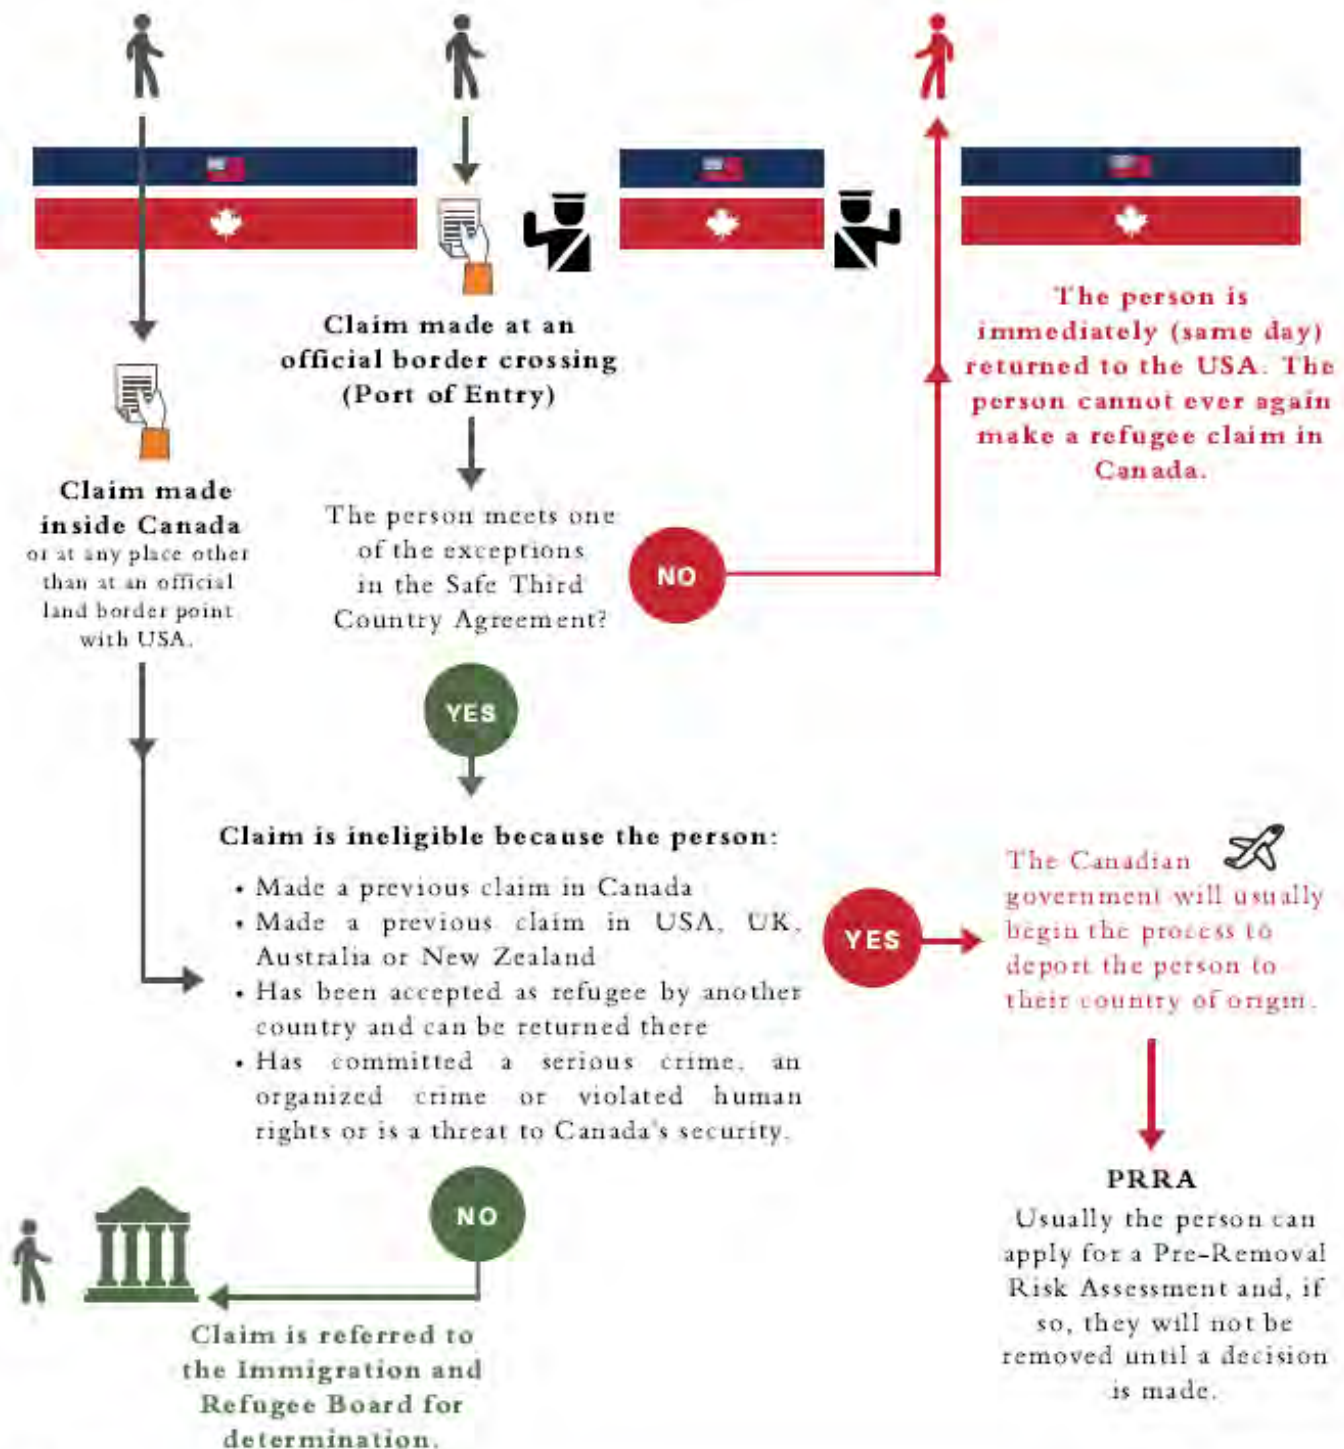 Claim made at an
official border crossing
(Port of Entry)
The person is
immediately (same day)
returned to the USA. The
person cannot ever again
make a refugee claim in
Canada.
Claim made
inside Canada
or at any place other
than at an official
land border point
with USA.
The person meets one
of the exceptions
in the Safe Third
Country Agreement?
NO
YES
Claim is ineligible because the person:
• Made a previous claim in Canada
• Made a previous claim in USA, UK,
Australia or New Zealand
• Has been accepted as refugee by another
country and can be returned there
• Has committed a serious crime, an
organized crime or violated human
rights or is a threat to Canada's security.
YES
The Canadian
government will usually
begin the process to
deport the person to
their country of origin.
PRRA
Usually the person can
apply for a Pre-Removal
Risk Assessment and, if
so, they will not be
removed until a decision
is made.
NO
Claim is referred to
the Immigration and
Refugee Board for
determination.